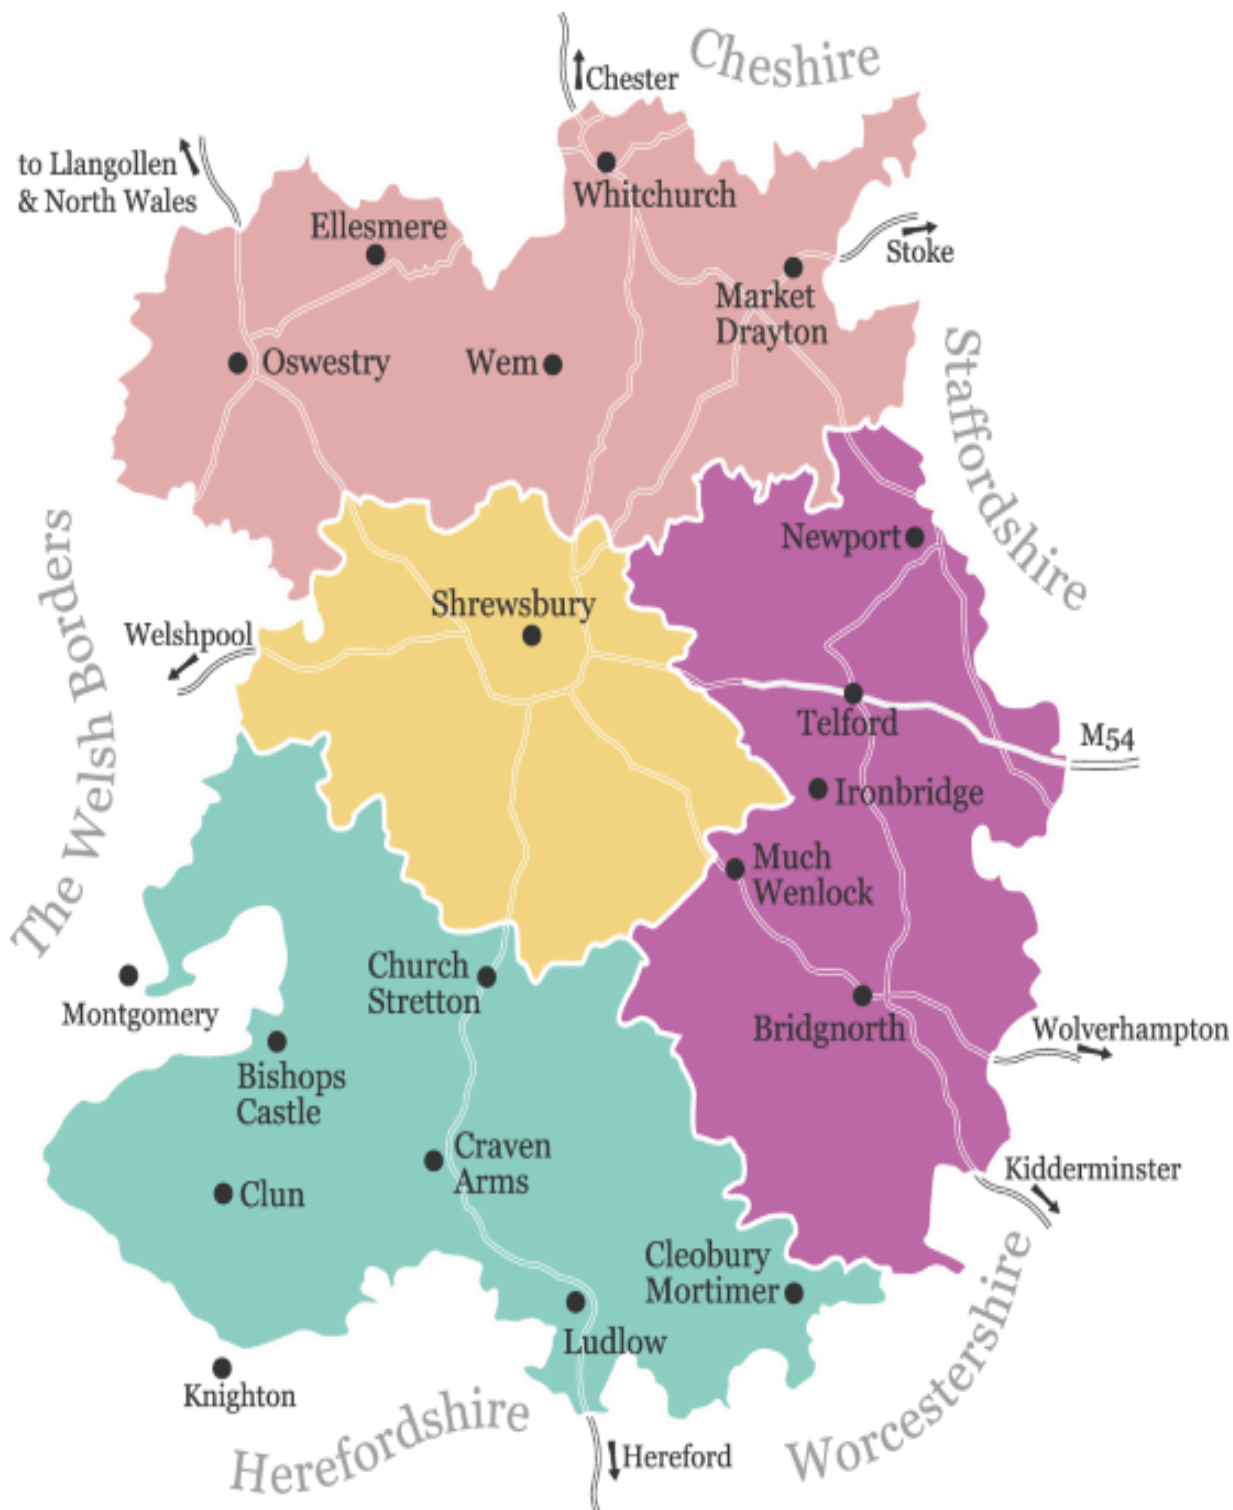 Cheshire
Chester
to Llangollen
& North Wales
Whitchurch
Ellesmere
Stoke
Market
Drayton
Oswestry
Wem
Staffordshire
Newport
The Welsh Borders
Shrewsbury
Welshpool
Telford
M54
Ironbridge
Much
Wenlock
Church
Stretton
Montgomery
Bridgnorth
Wolverhampton
Bishops
Castle
Craven
Arms
Kidderminster
Clun
Cleobury
Mortimer
Ludlow
Knighton
Worcestershire
Herefordshire
Hereford